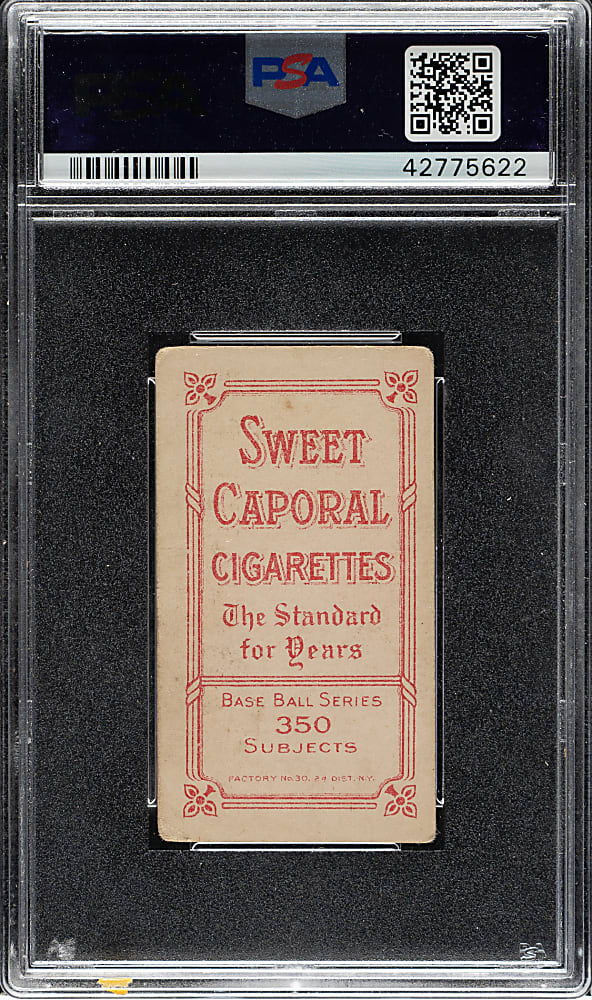 PSA
42775622
SWEET
CAPORAL
CIGARETTES
The Standard
for Years
BASE BALL SERIES
350
SUBJECTS
FACTORY No. 30, 2d DIST. N.Y.